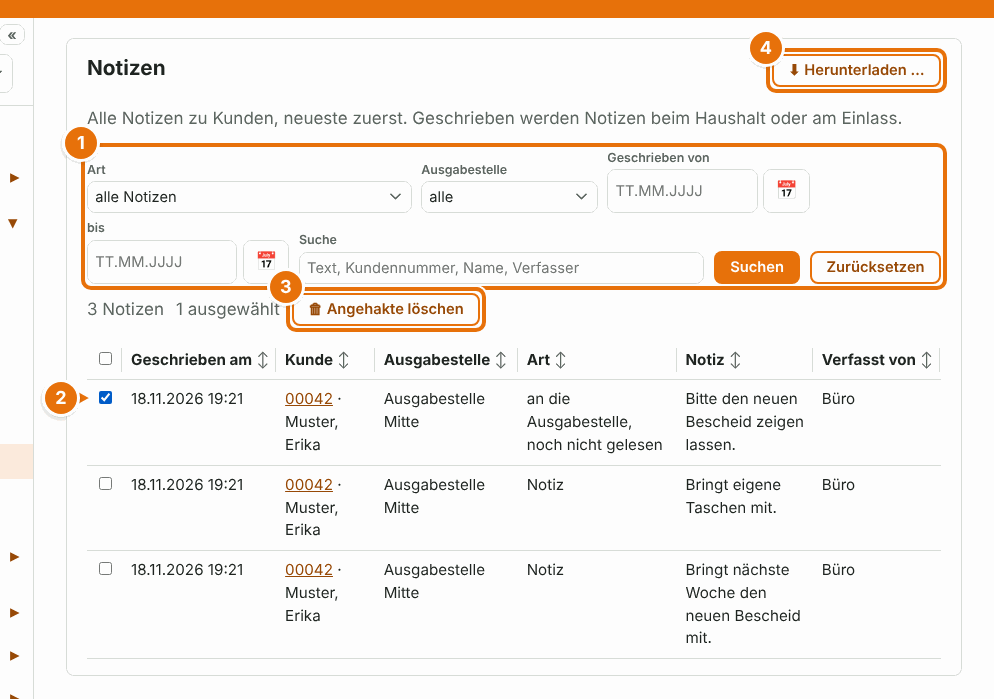 «
Notizen
4
⬇ Herunterladen ...
Alle Notizen zu Kunden, neueste zuerst. Geschrieben werden Notizen beim Haushalt oder am Einlass.
1
Art
Ausgabestelle
Geschrieben von
alle Notizen
alle
TT.MM.JJJJ
bis
Suche
TT.MM.JJJJ
Text, Kundennummer, Name, Verfasser
Suchen
Zurücksetzen
3 Notizen 1 ausgewählt
3
Angehakte löschen
Geschrieben am
Kunde
Ausgabestelle
Art
Notiz
Verfasst von
2
18.11.2026 19:21
00042 ·
Muster,
Erika
Ausgabestelle
Mitte
an die
Ausgabestelle,
noch nicht gelesen
Bitte den neuen
Bescheid zeigen
lassen.
Büro
18.11.2026 19:21
00042 ·
Muster,
Erika
Ausgabestelle
Mitte
Notiz
Bringt eigene
Taschen mit.
Büro
18.11.2026 19:21
00042 ·
Muster,
Erika
Ausgabestelle
Mitte
Notiz
Bringt nächste
Woche den
neuen Bescheid
mit.
Büro